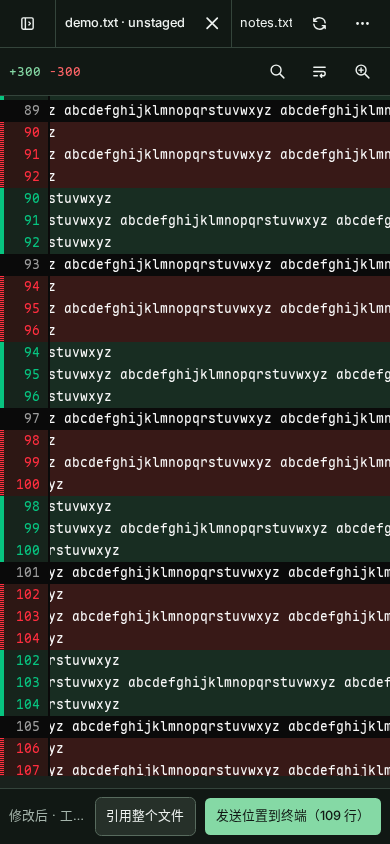 demo.txt · unstaged notes.txt
+300 -300
89 z abcdefghijklmnopqrstuvwxyz abcdefghijklmn
90 z
91 z abcdefghijklmnopqrstuvwxyz abcdefghijklmn
92 z
90 stuvwxyz
91 stuvwxyz abcdefghijklmnopqrstuvwxyz abcdefg
92 stuvwxyz
93 z abcdefghijklmnopqrstuvwxyz abcdefghijklmn
94 z
95 z abcdefghijklmnopqrstuvwxyz abcdefghijklmn
96 z
94 stuvwxyz
95 stuvwxyz abcdefghijklmnopqrstuvwxyz abcdefg
96 stuvwxyz
97 z abcdefghijklmnopqrstuvwxyz abcdefghijklmn
98 z
99 z abcdefghijklmnopqrstuvwxyz abcdefghijklmn
100 yz
98 stuvwxyz
99 stuvwxyz abcdefghijklmnopqrstuvwxyz abcdefg
100 rstuvwxyz
101 yz abcdefghijklmnopqrstuvwxyz abcdefghijklm
102 yz
103 yz abcdefghijklmnopqrstuvwxyz abcdefghijklm
104 yz
102 rstuvwxyz
103 rstuvwxyz abcdefghijklmnopqrstuvwxyz abcdef
104 rstuvwxyz
105 yz abcdefghijklmnopqrstuvwxyz abcdefghijklm
106 yz
107 yz abcdefghijklmnopqrstuvwxyz abcdefghijklm
修改后 · 工... 引用整个文件 发送位置到终端（109 行）